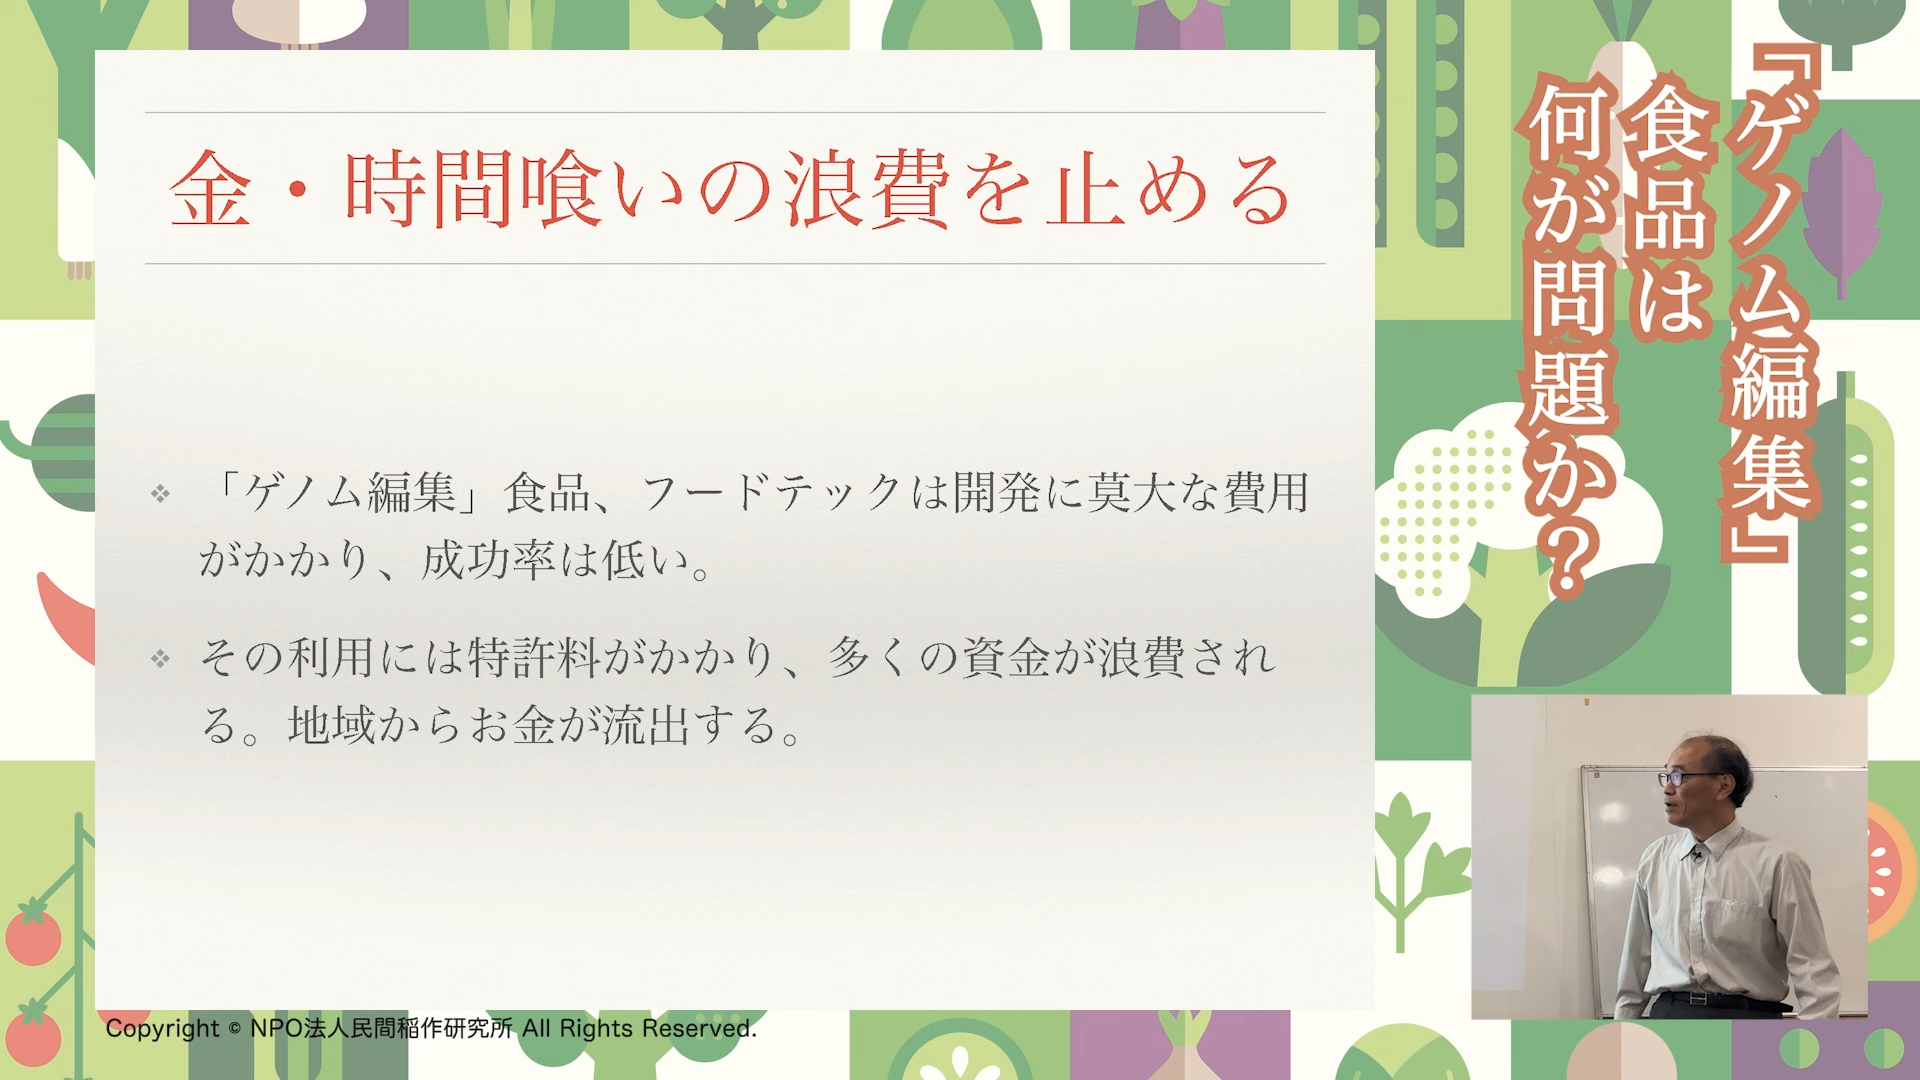 金・時間喰いの浪費を止める
「ゲノム編集」食品、フードテックは開発に莫大な費用
がかかり、成功率は低い。
その利用には特許料がかかり、多くの資金が浪費され
る。地域からお金が流出する。
『ゲノム編集』
食品は
何が問題か?
Copyright © NPO法人民間稲作研究所 All Rights Reserved.